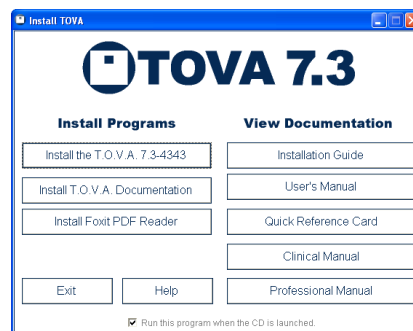 Install TOVA
TOVA 7.3
Install Programs
Install the T.O.V.A. 7.3-4343
Install T.O.V.A. Documentation
Install Foxit PDF Reader
Exit
Help
View Documentation
Installation Guide
User's Manual
Quick Reference Card
Clinical Manual
Professional Manual
Run this program when the CD is launched.